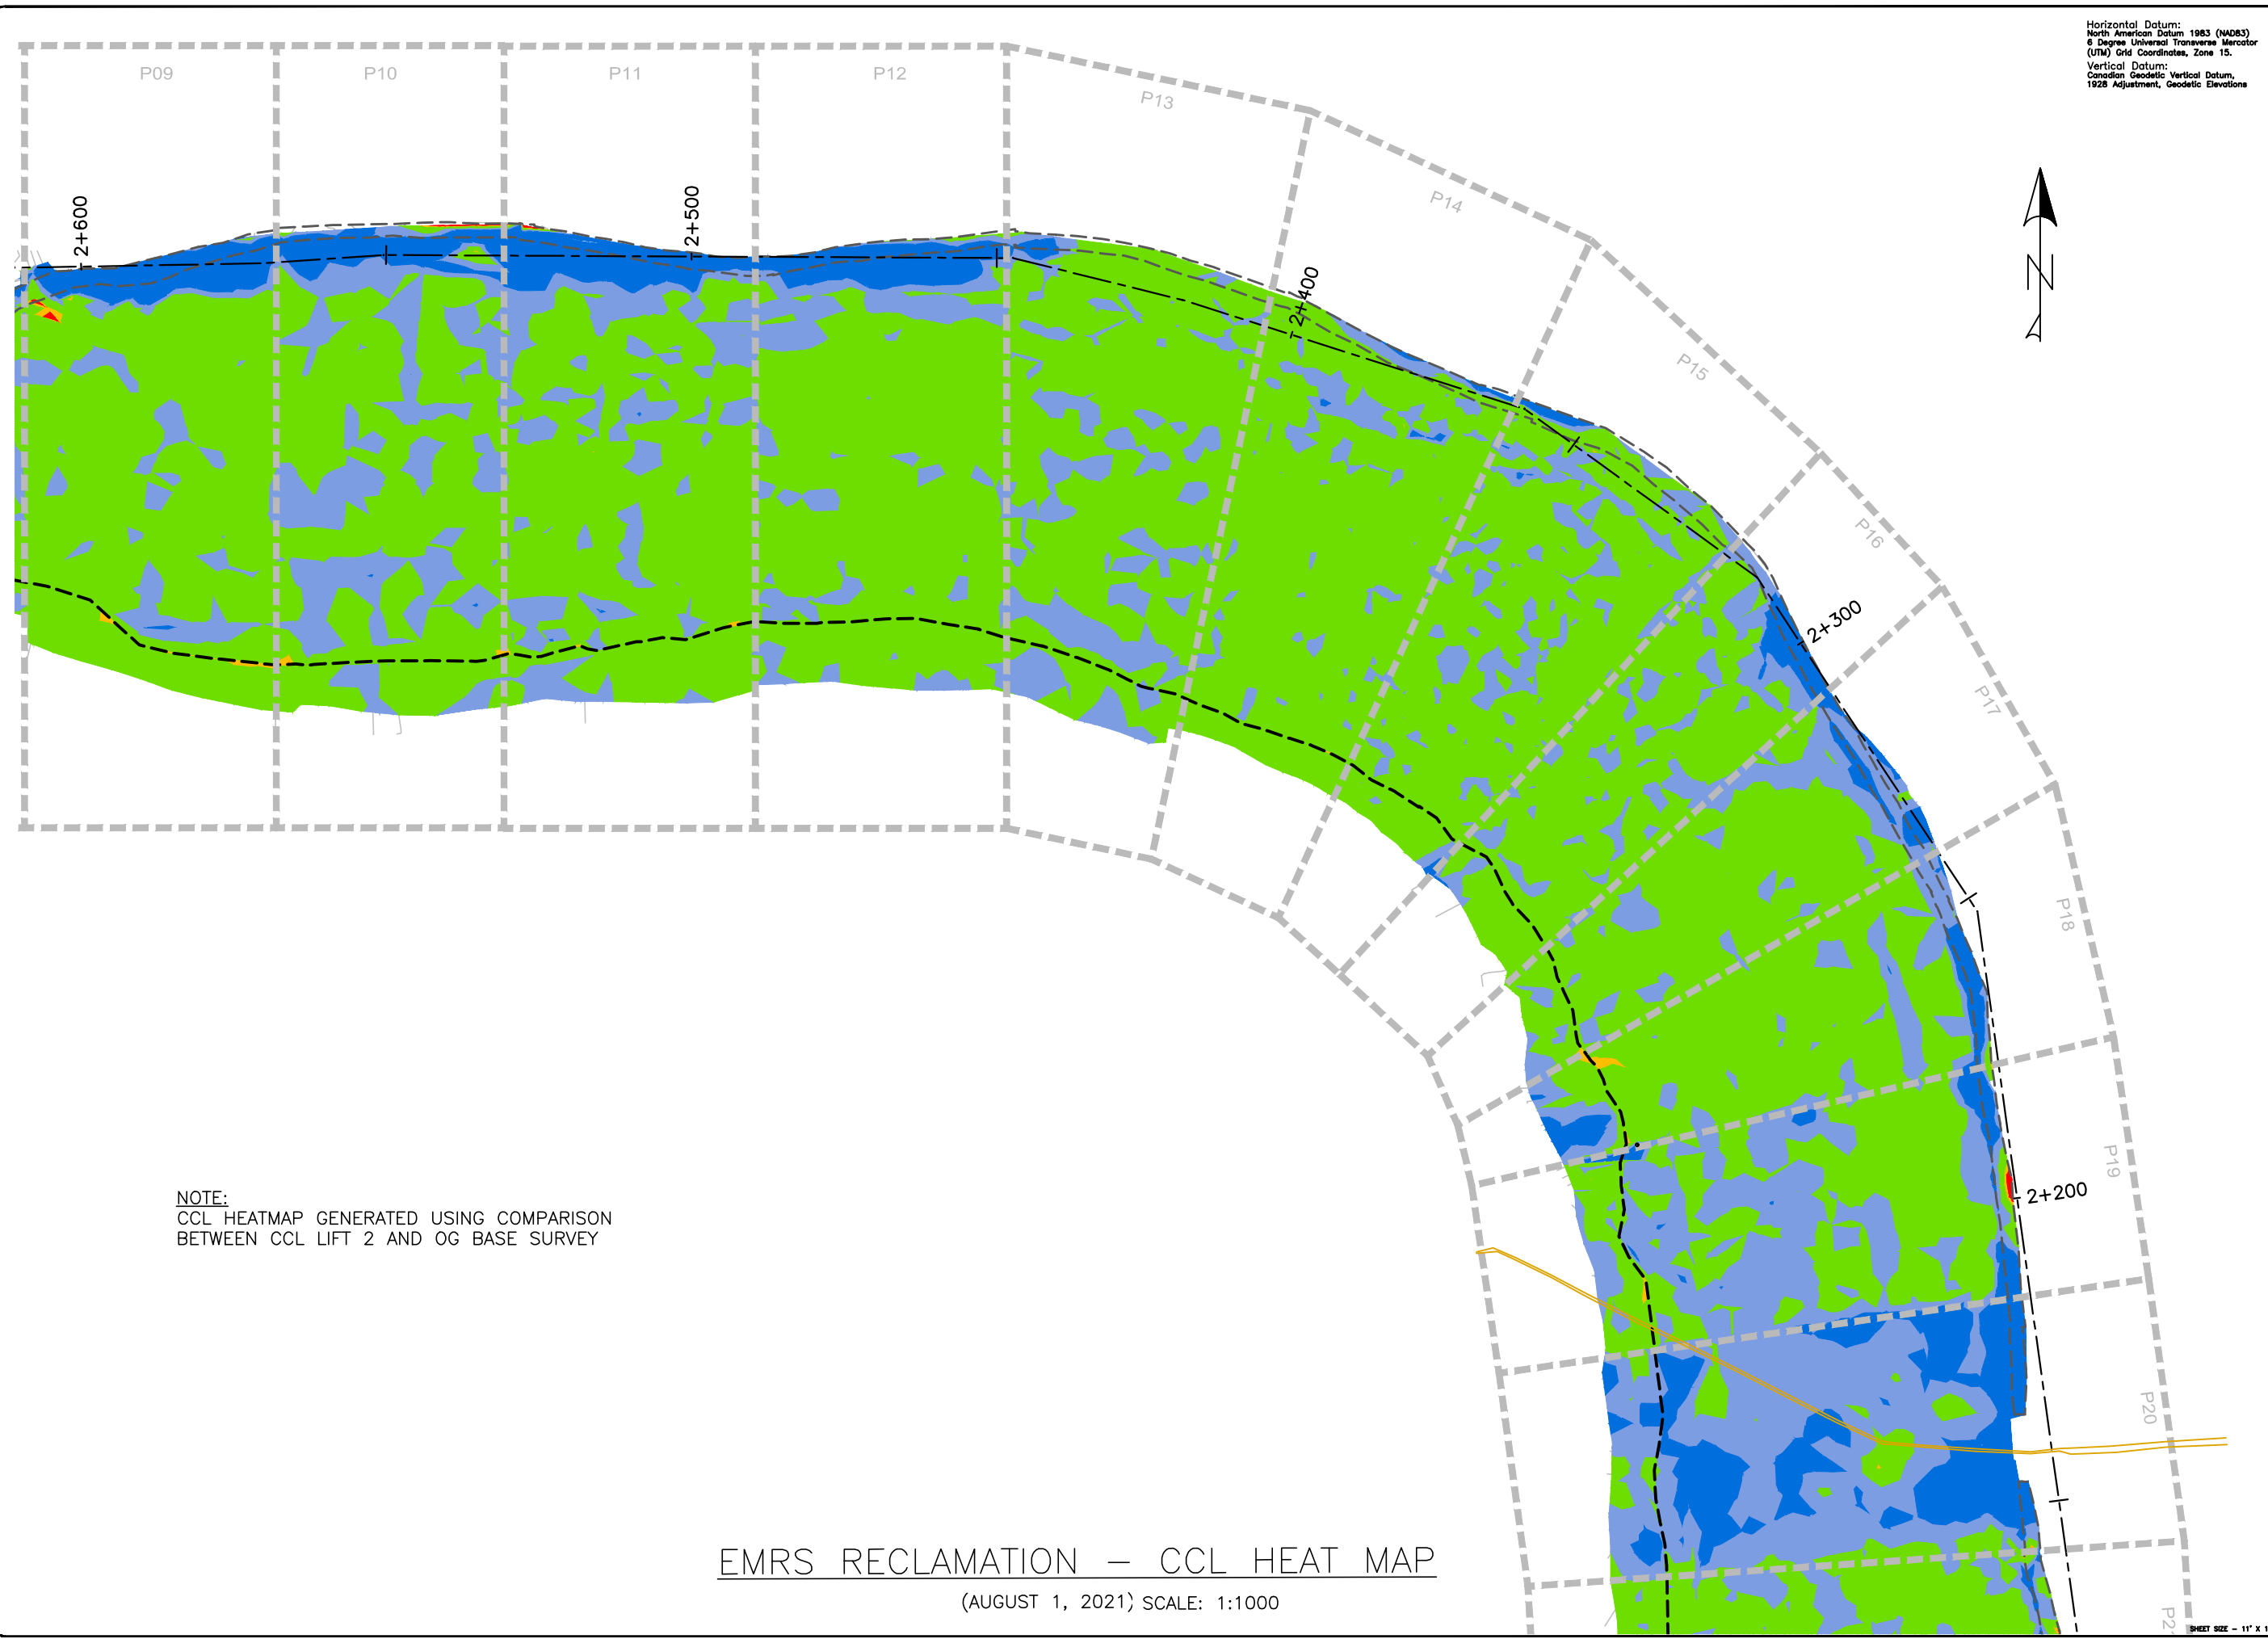 Horizontal Datum:
North American Datum 1983 (NAD83)
6 Degree Universal Transverse Mercator
(UTM) Grid Coordinates, Zone 15.
Vertical Datum:
Canadian Geodetic Vertical Datum,
1928 Adjustment, Geodetic Elevations
P09
P10
P11
P12
P13
P14
P15
P16
P17
P18
P19
P20
2+600
2+500
2+400
2+300
2+200
N
NOTE:
CCL HEATMAP GENERATED USING COMPARISON
BETWEEN CCL LIFT 2 AND OG BASE SURVEY
EMRS RECLAMATION – CCL HEAT MAP
(AUGUST 1, 2021) SCALE: 1:1000
SHEET SIZE - 11" X